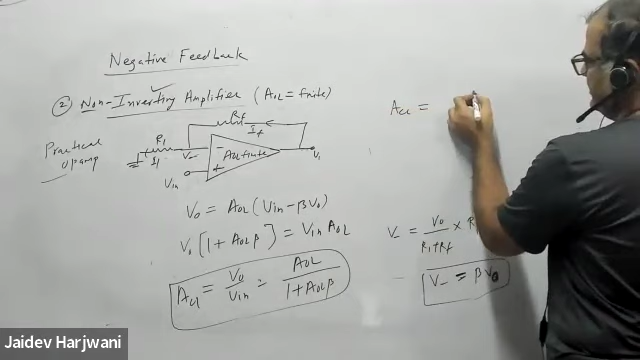 Negative Feedback
② Non-Inverting Amplifier (AOL = finite)
Practical
opamp
R1
I1
Rf
If
V-
-
+
AOL finite
Vin
Vo = AOL (Vin - βVo)
Vo [1 + AOLβ] = Vin AOL
ACL = Vo/Vin = AOL/(1 + AOLβ)
ACL =
V- = Vo/(R1+Rf) × R
V- = βVo
Jaidev Harjwani